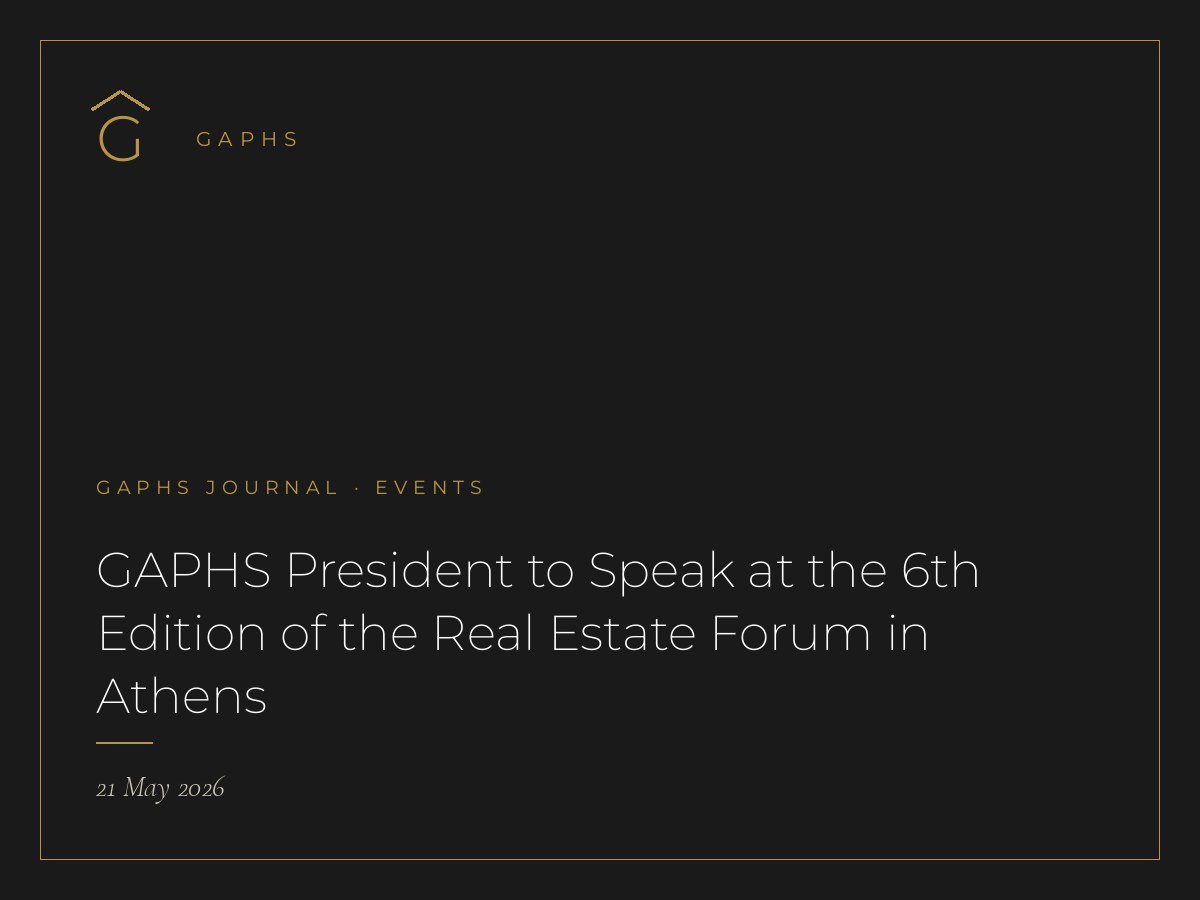 G
GAPHS
GAPHS JOURNAL · EVENTS
GAPHS President to Speak at the 6th
Edition of the Real Estate Forum in
Athens
21 May 2026